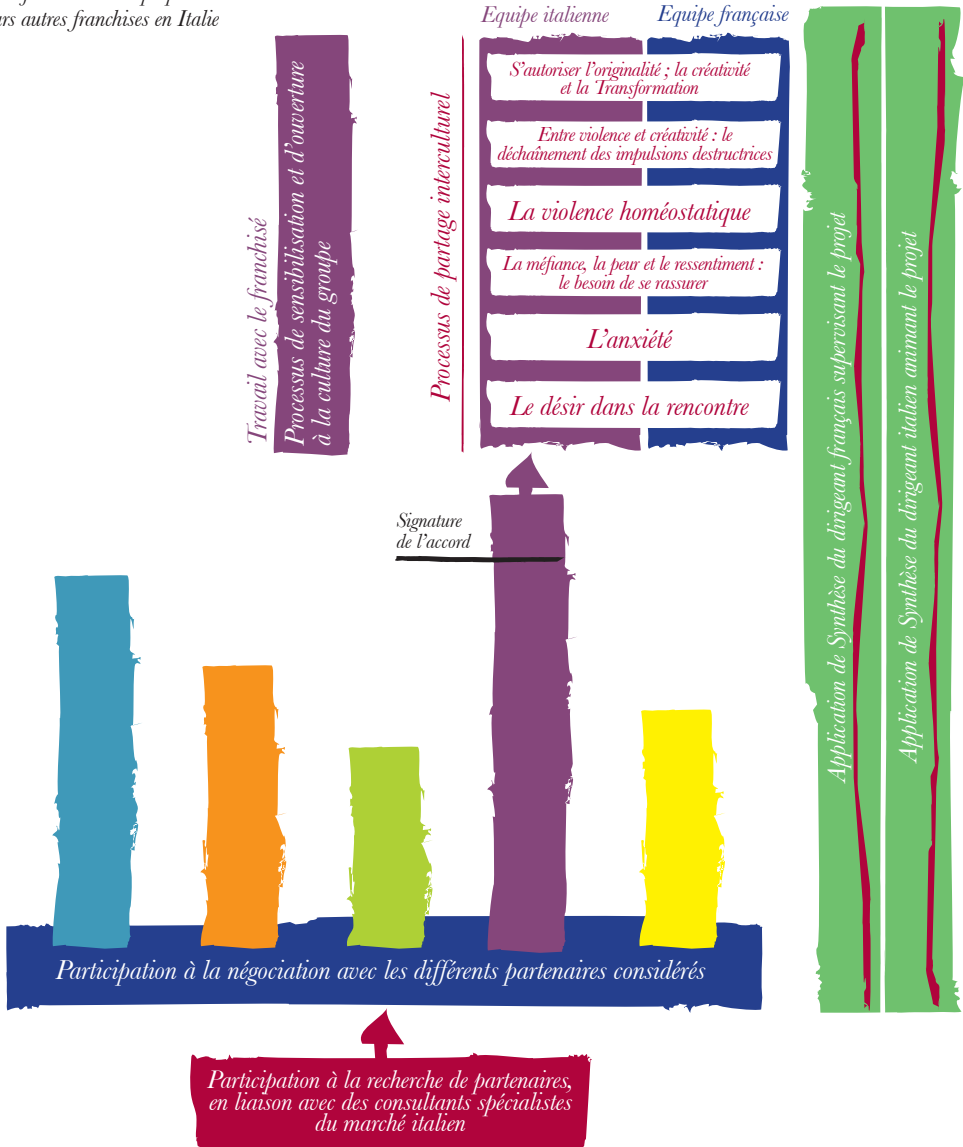 rs autres franchises en Italie
Equipe italienne
Equipe française
S'autoriser l'originalité ; la créativité
et la Transformation
Entre violence et créativité : le
déchaînement des impulsions destructrices
La violence homéostatique
La méfiance, la peur et le ressentiment :
le besoin de se rassurer
L'anxiété
Le désir dans la rencontre
Processus de partage interculturel
Travail avec le franchisé
Processus de sensibilisation et d'ouverture
à la culture du groupe
Application de Synthèse du dirigeant français supervisant le projet
Application de Synthèse du dirigeant italien animant le projet
Signature
de l'accord
Participation à la négociation avec les différents partenaires considérés
Participation à la recherche de partenaires,
en liaison avec des consultants spécialistes
du marché italien